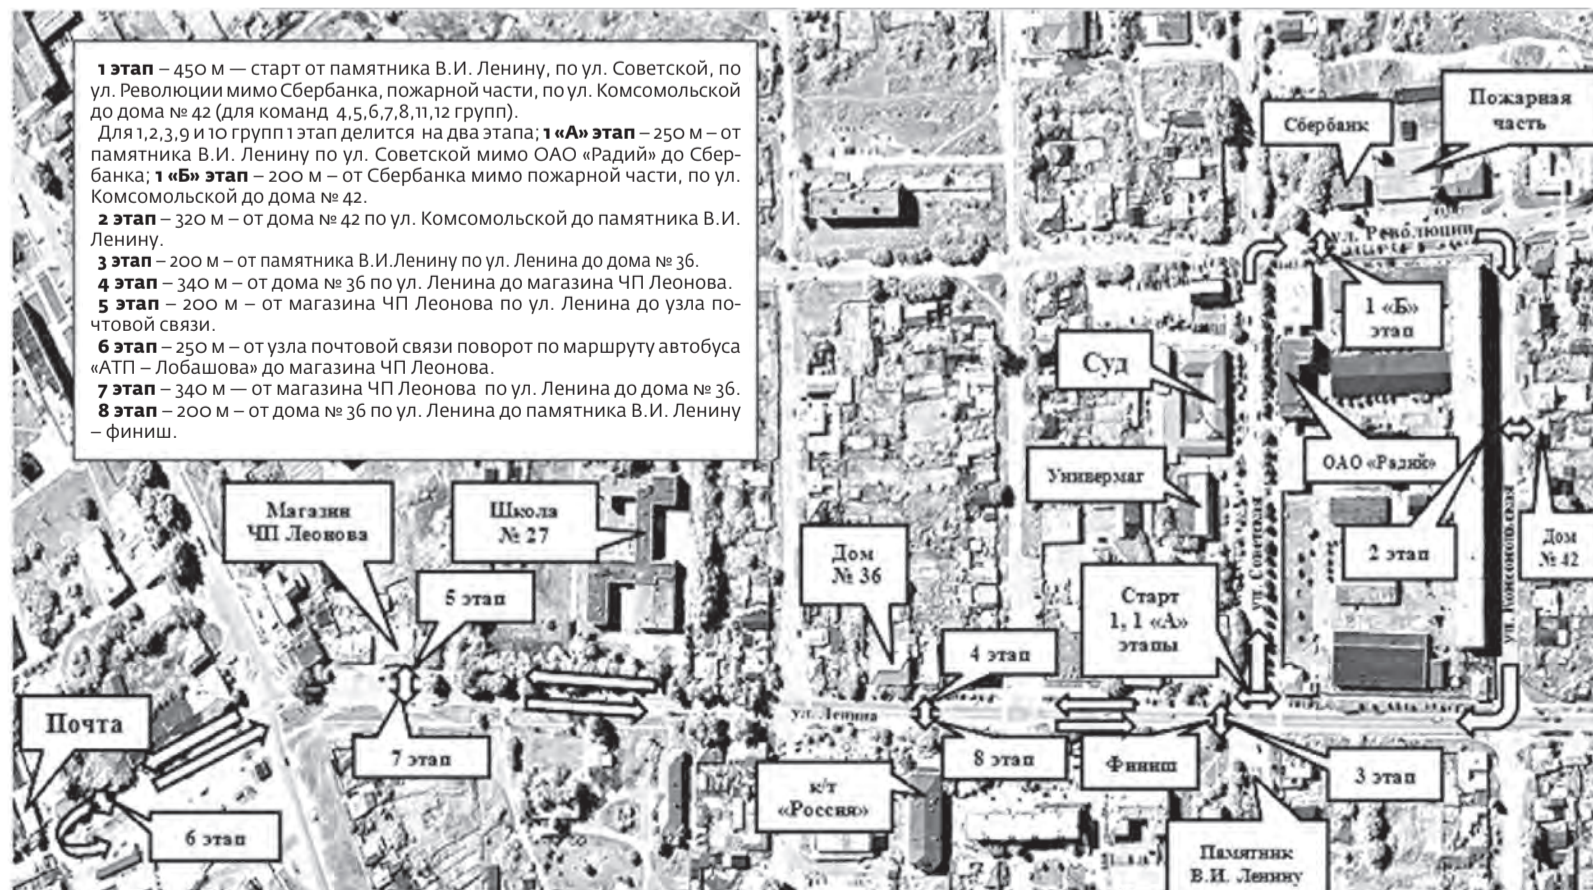 1 этап – 450 м — старт от памятника В.И. Ленину, по ул. Советской, по
ул. Революции мимо Сбербанка, пожарной части, по ул. Комсомольской
до дома № 42 (для команд 4,5,6,7,8,11,12 групп).
Для 1,2,3,9 и 10 групп 1 этап делится на два этапа; 1 «А» этап – 250 м – от
памятника В.И. Ленину по ул. Советской мимо ОАО «Радий» до Сбер-
банка; 1 «Б» этап – 200 м – от Сбербанка мимо пожарной части, по ул.
Комсомольской до дома № 42.
2 этап – 320 м – от дома № 42 по ул. Комсомольской до памятника В.И.
Ленину.
3 этап – 200 м – от памятника В.И.Ленину по ул. Ленина до дома № 36.
4 этап – 340 м – от дома № 36 по ул. Ленина до магазина ЧП Леонова.
5 этап – 200 м – от магазина ЧП Леонова по ул. Ленина до узла по-
чтовой связи.
6 этап – 250 м – от узла почтовой связи поворот по маршруту автобуса
«АТП – Лобашова» до магазина ЧП Леонова.
7 этап – 340 м — от магазина ЧП Леонова по ул. Ленина до дома № 36.
8 этап – 200 м – от дома № 36 по ул. Ленина до памятника В.И. Ленину
– финиш.
Сбербанк
Пожарная
часть
ул. Революции
1 «Б»
этап
Суд
ОАО «Радий»
Универмаг
Магазин
ЧП Леонова
Школа
№ 27
Дом
№ 36
ул. Советская
2 этап
ул. Комсомольская
Дом
№ 42
5 этап
Старт
1, 1 «А»
этапы
4 этап
Почта
ул. Ленина
7 этап
8 этап
Финиш
3 этап
к/т
«Россия»
6 этап
Памятник
В.И. Ленину